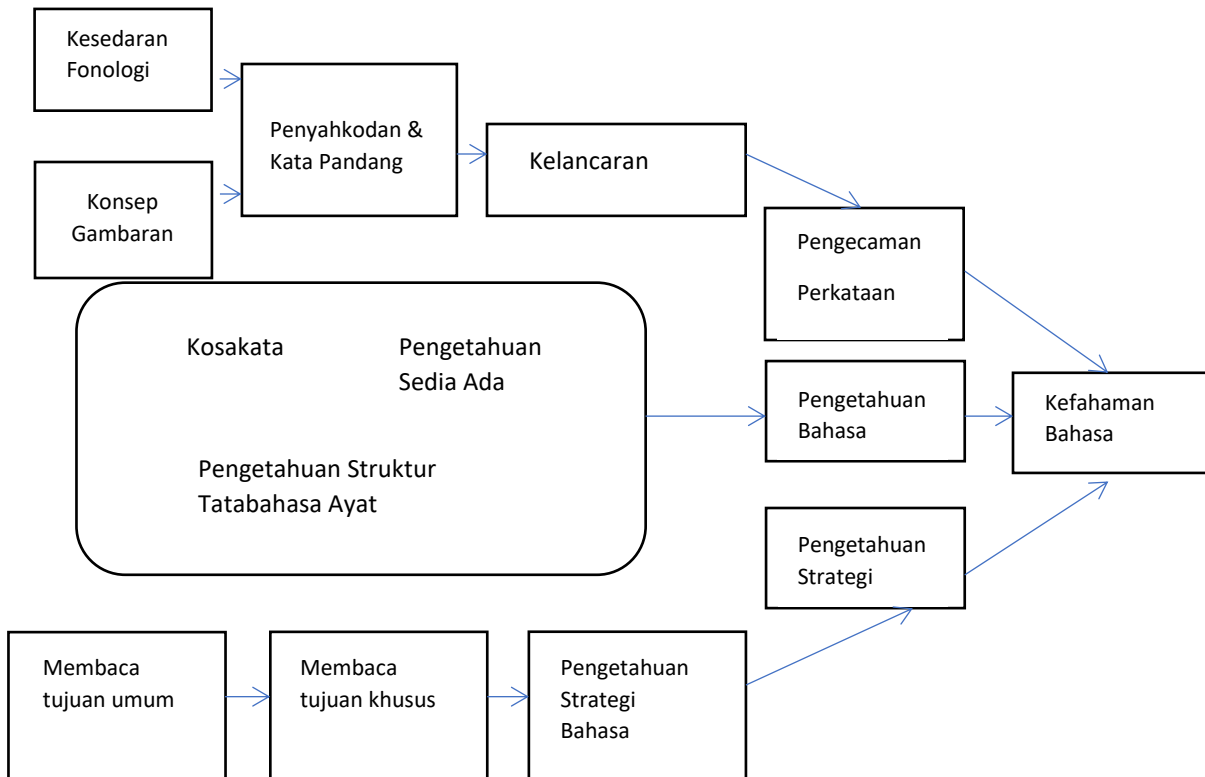 Kesedaran
Fonologi
Konsep
Gambaran
Penyahkodan &
Kata Pandang
Kelancaran
Pengecaman
Perkataan
Kosakata
Pengetahuan
Sedia Ada
Pengetahuan Struktur
Tatabahasa Ayat
Pengetahuan
Bahasa
Kefahaman
Bahasa
Pengetahuan
Strategi
Membaca
tujuan umum
Membaca
tujuan khusus
Pengetahuan
Strategi
Bahasa